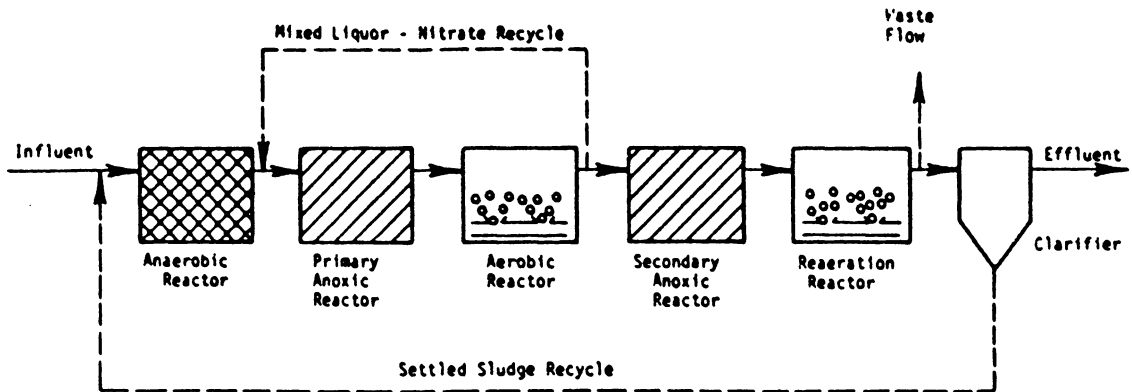 Mixed Liquor - Nitrate Recycle
Waste
Flow
Influent
Effluent
Anaerobic
Reactor
Primary
Anoxic
Reactor
Aerobic
Reactor
Secondary
Anoxic
Reactor
Reaeration
Reactor
Clarifier
Settled Sludge Recycle